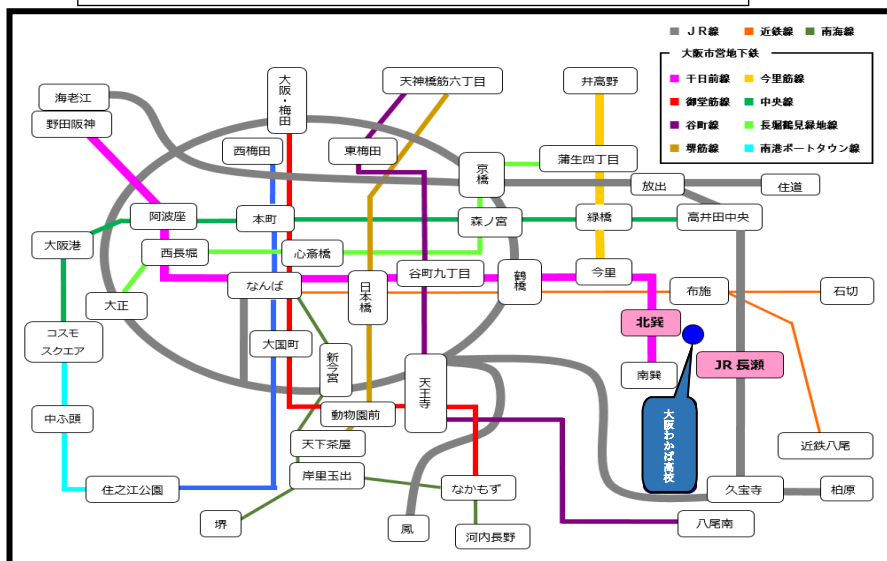 ＪＲ線
近鉄線
南海線
大阪市営地下鉄
千日前線
今里筋線
御堂筋線
中央線
谷町線
長堀鶴見緑地線
堺筋線
南港ポートタウン線
大阪・梅田
天神橋筋六丁目
井高野
海老江
野田阪神
西梅田
東梅田
京橋
蒲生四丁目
放出
住道
阿波座
本町
森ノ宮
緑橋
高井田中央
大阪港
西長堀
心斎橋
谷町九丁目
鶴橋
今里
大正
なんば
日本橋
布施
石切
コスモ
スクエア
大国町
新今宮
北巽
南巽
JR 長瀬
天王寺
中ふ頭
動物園前
大阪わかば高校
天下茶屋
近鉄八尾
住之江公園
岸里玉出
なかもず
久宝寺
柏原
堺
鳳
河内長野
八尾南